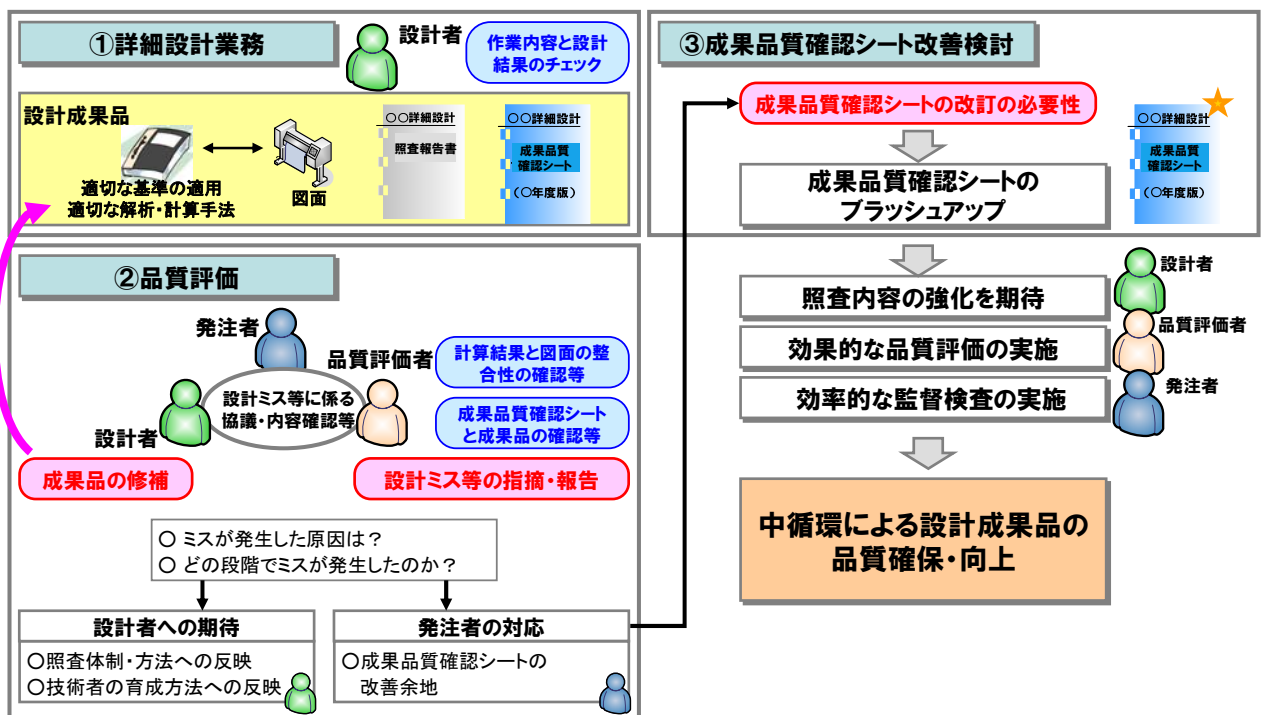 ①詳細設計業務
設計者
作業内容と設計
結果のチェック
設計成果品
適切な基準の適用
適切な解析・計算手法
図面
○○詳細設計
照査報告書
○○詳細設計
成果品質
確認シート
(○年度版)
②品質評価
発注者
品質評価者
設計者
設計ミス等に係る
協議・内容確認等
計算結果と図面の整
合性の確認等
成果品質確認シート
と成果品の確認等
成果品の修補
設計ミス等の指摘・報告
○ ミスが発生した原因は？
○ どの段階でミスが発生したのか？
設計者への期待
○照査体制・方法への反映
○技術者の育成方法への反映
発注者の対応
○成果品質確認シートの
改善余地
③成果品質確認シート改善検討
成果品質確認シートの改訂の必要性
成果品質確認シートの
ブラッシュアップ
○○詳細設計
成果品質
確認シート
(○年度版)
照査内容の強化を期待
設計者
効果的な品質評価の実施
品質評価者
効率的な監督検査の実施
発注者
中循環による設計成果品の
品質確保・向上